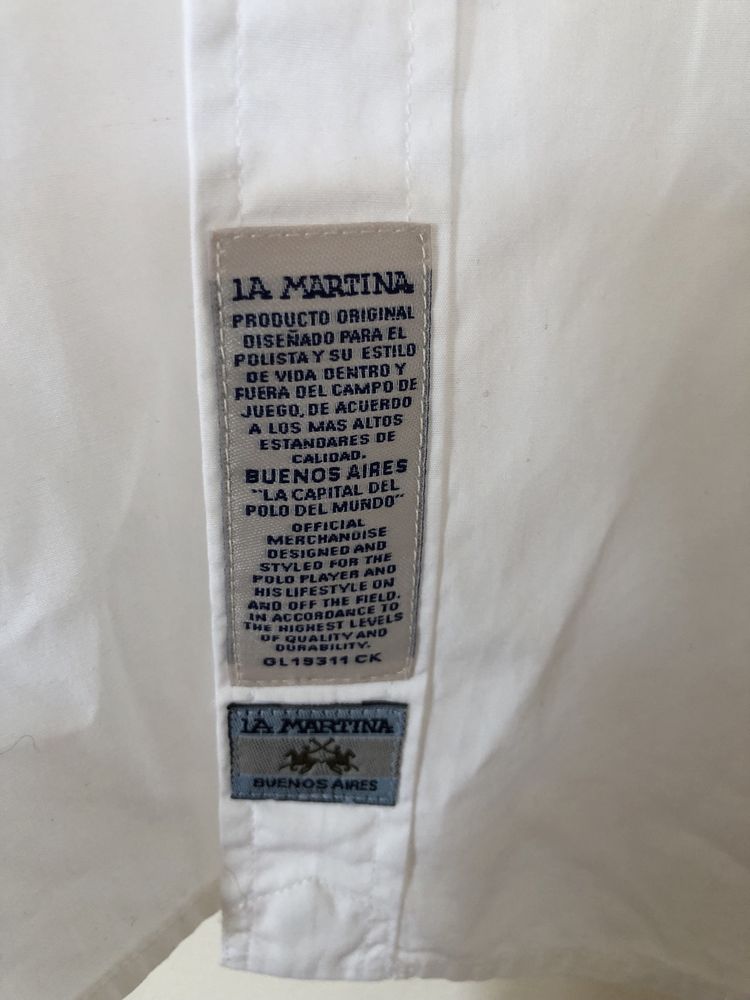 LA MARTINA
PRODUCTO ORIGINAL
DISEÑADO PARA EL
POLISTA Y SU ESTILO
DE VIDA DENTRO Y
FUERA DEL CAMPO DE
JUEGO, DE ACUERDO
A LOS MAS ALTOS
ESTANDARES DE
CALIDAD.
BUENOS AIRES
"LA CAPITAL DEL
POLO DEL MUNDO"
OFFICIAL
MERCHANDISE
DESIGNED AND
STYLED FOR THE
POLO PLAYER AND
HIS LIFESTYLE ON
AND OFF THE FIELD.
IN ACCORDANCE TO
THE HIGHEST LEVELS
OF QUALITY AND
DURABILITY.
GL19311 CK
LA MARTINA
BUENOS AIRES